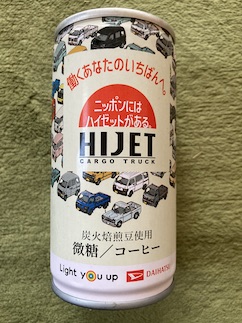 働くあなたのいちばんへ。
ニッポンには
ハイゼットがある。
HIJET
CARGO TRUCK
炭火焙煎豆使用
微糖／コーヒー
Light you up
DAIHATSU